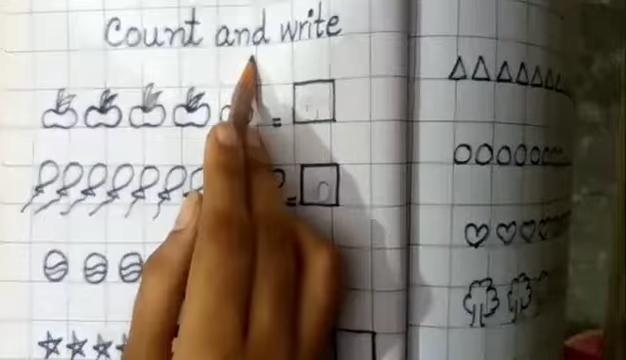 Count and write
=
=